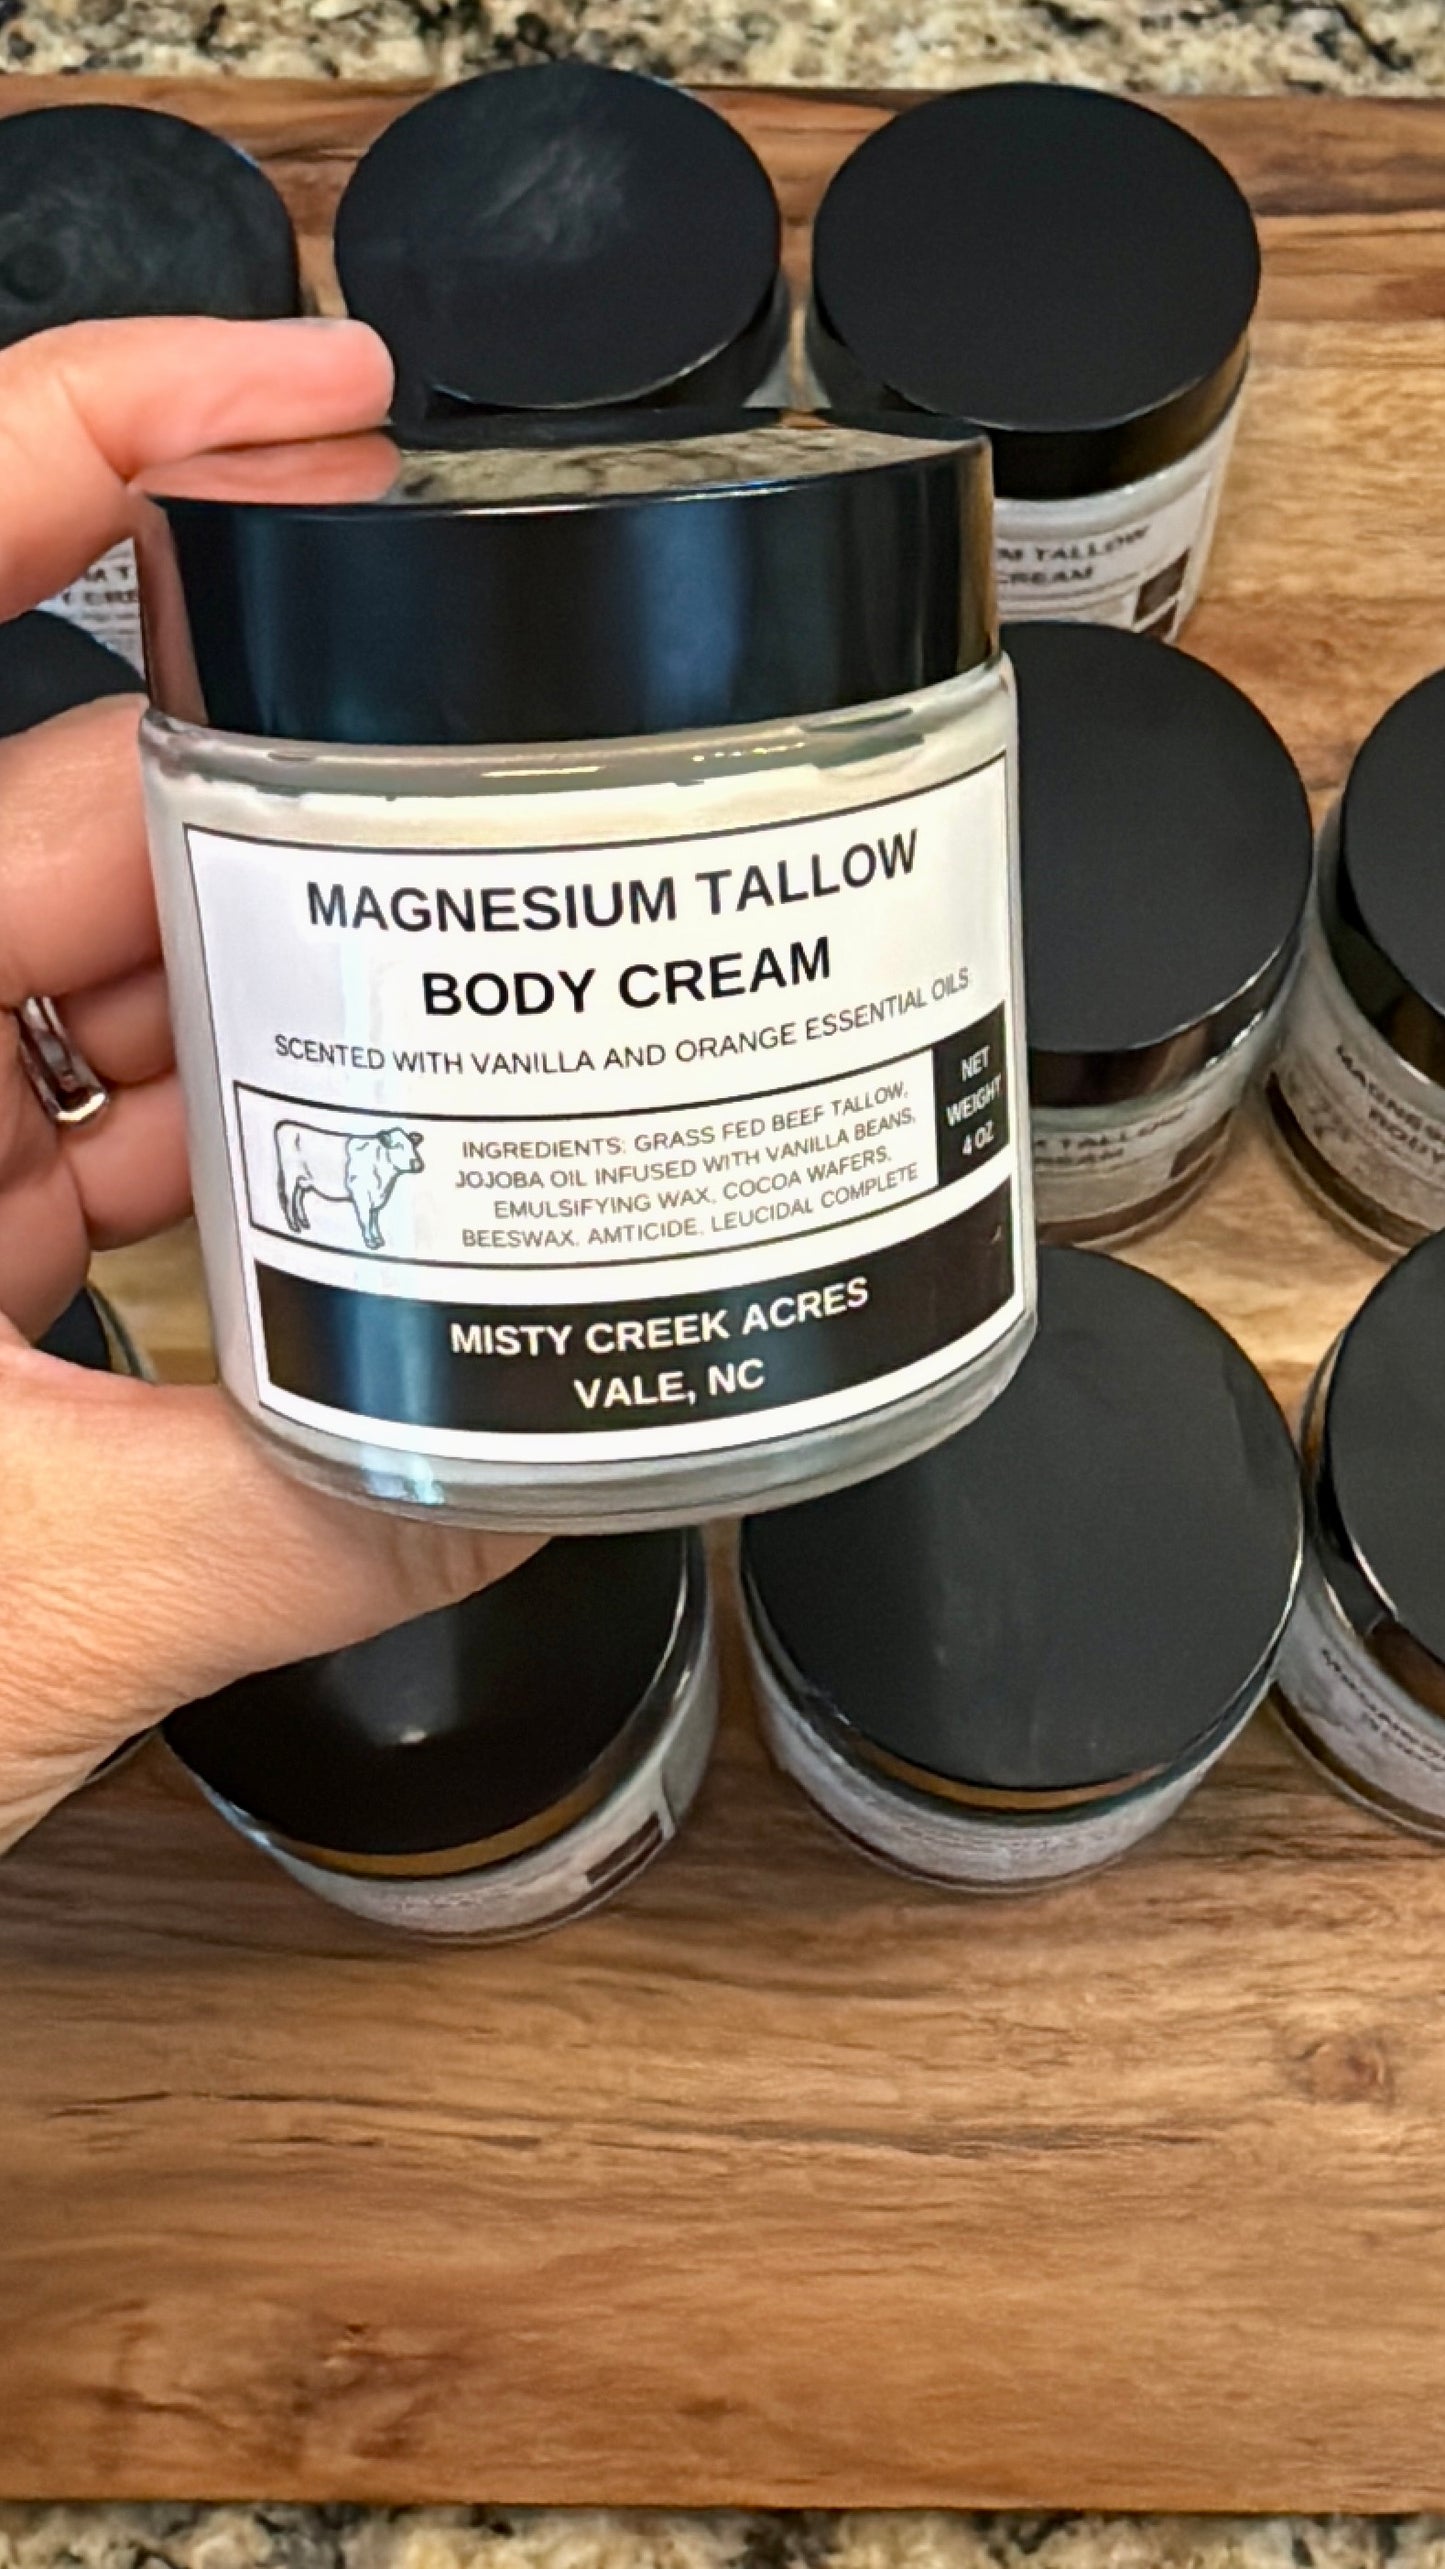 MAGNESIUM TALLOW
BODY CREAM
SCENTED WITH VANILLA AND ORANGE ESSENTIAL OILS
INGREDIENTS: GRASS FED BEEF TALLOW,
JOJOBA OIL INFUSED WITH VANILLA BEANS,
EMULSIFYING WAX, COCOA WAFERS,
BEESWAX, AMTICIDE, LEUCIDAL COMPLETE
NET
WEIGHT
4 OZ
MISTY CREEK ACRES
VALE, NC
TALLOW
CREAM